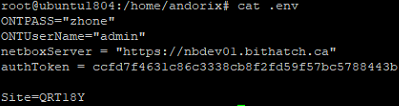 root@ubuntu1804:/home/andorix# cat .env
ONTPASS="zhone"
ONTUserName="admin"
netboxServer = "https://nbdev01.bithatch.ca"
authToken = ccfd7f4631c86c3338cb8f2fd59f57bc5788443b
Site=QRT18Y